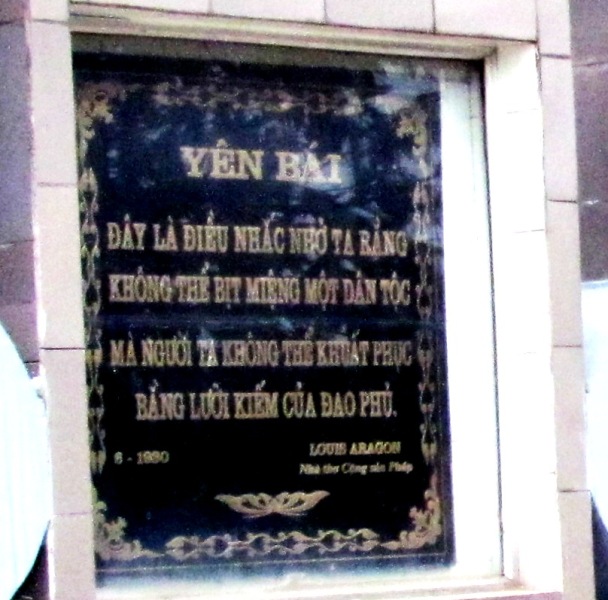 YÊN BÁI
ĐÂY LÀ ĐIỀU NHẮC NHỞ TA RẰNG
KHÔNG THỂ BỊT MIỆNG MỘT DÂN TỘC
MÀ NGƯỜI TA KHÔNG THỂ KHUẤT PHỤC
BẰNG LƯỠI KIẾM CỦA ĐAO PHỦ.
6 - 1930
LOUIS ARAGON
Nhà thơ Cộng sản Pháp